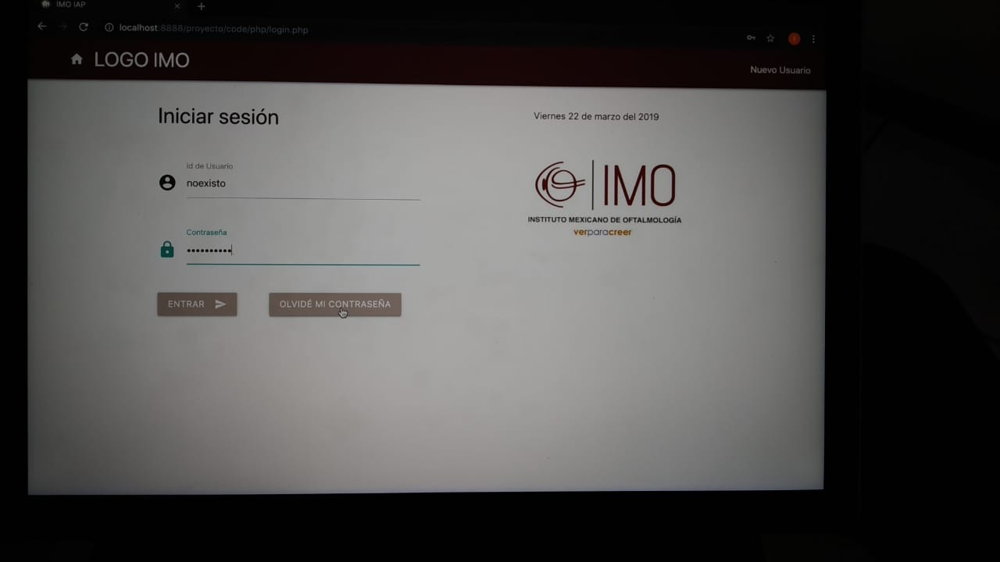 IMO IAP
localhost:8888/proyecto/code/php/login.php
LOGO IMO
Nuevo Usuario
Iniciar sesión
Viernes 22 de marzo del 2019
Id de Usuario
noexisto
Contraseña
••••••••••
ENTRAR
OLVIDÉ MI CONTRASEÑA
IMO
INSTITUTO MEXICANO DE OFTALMOLOGÍA
verparacreer